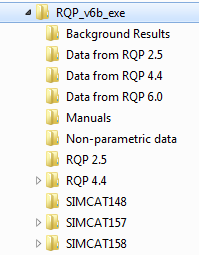 RQP_v6b_exe
Background Results
Data from RQP 2.5
Data from RQP 4.4
Data from RQP 6.0
Manuals
Non-parametric data
RQP 2.5
RQP 4.4
SIMCAT148
SIMCAT157
SIMCAT158